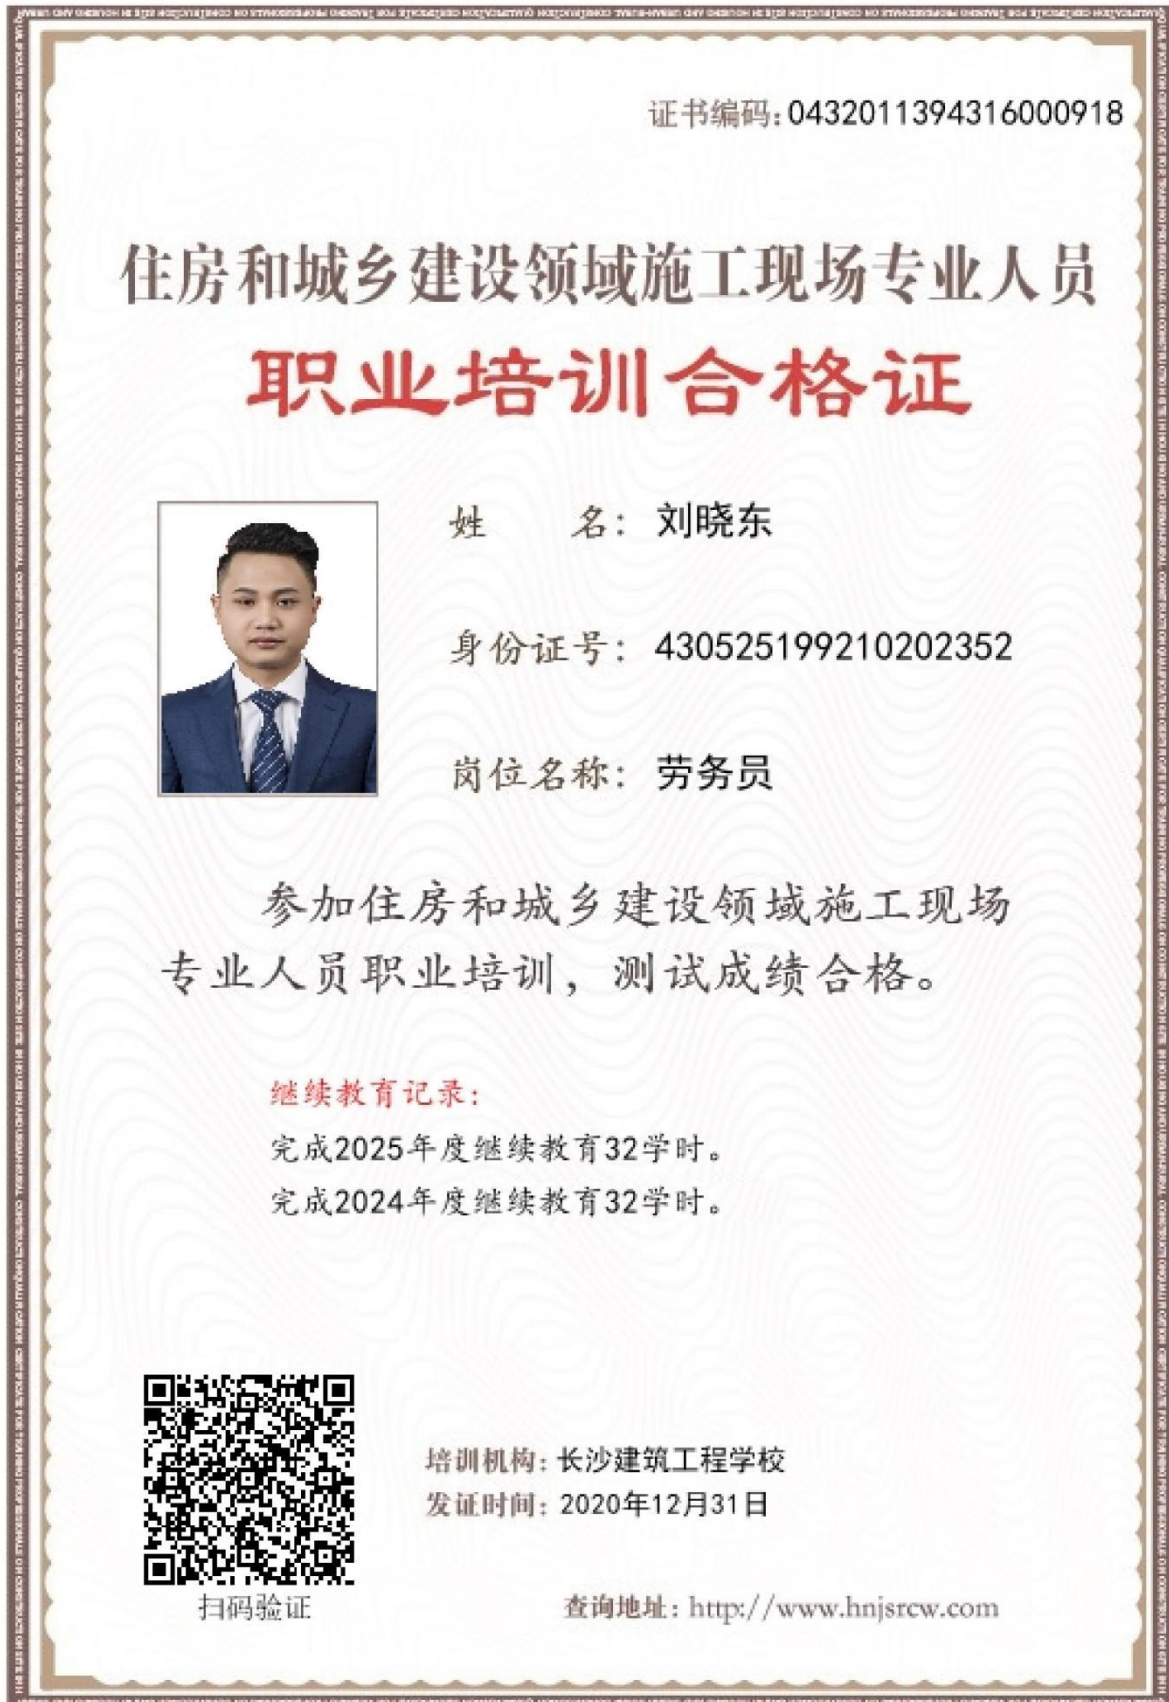 证书编码:0432011394316000918
住房和城乡建设领域施工现场专业人员
职业培训合格证
姓 名: 刘晓东
身份证号: 430525199210202352
岗位名称: 劳务员
参加住房和城乡建设领域施工现场
专业人员职业培训，测试成绩合格。
继续教育记录:
完成2025年度继续教育32学时。
完成2024年度继续教育32学时。
培训机构: 长沙建筑工程学校
发证时间: 2020年12月31日
扫码验证
查询地址: http://www.hnjsrcw.com